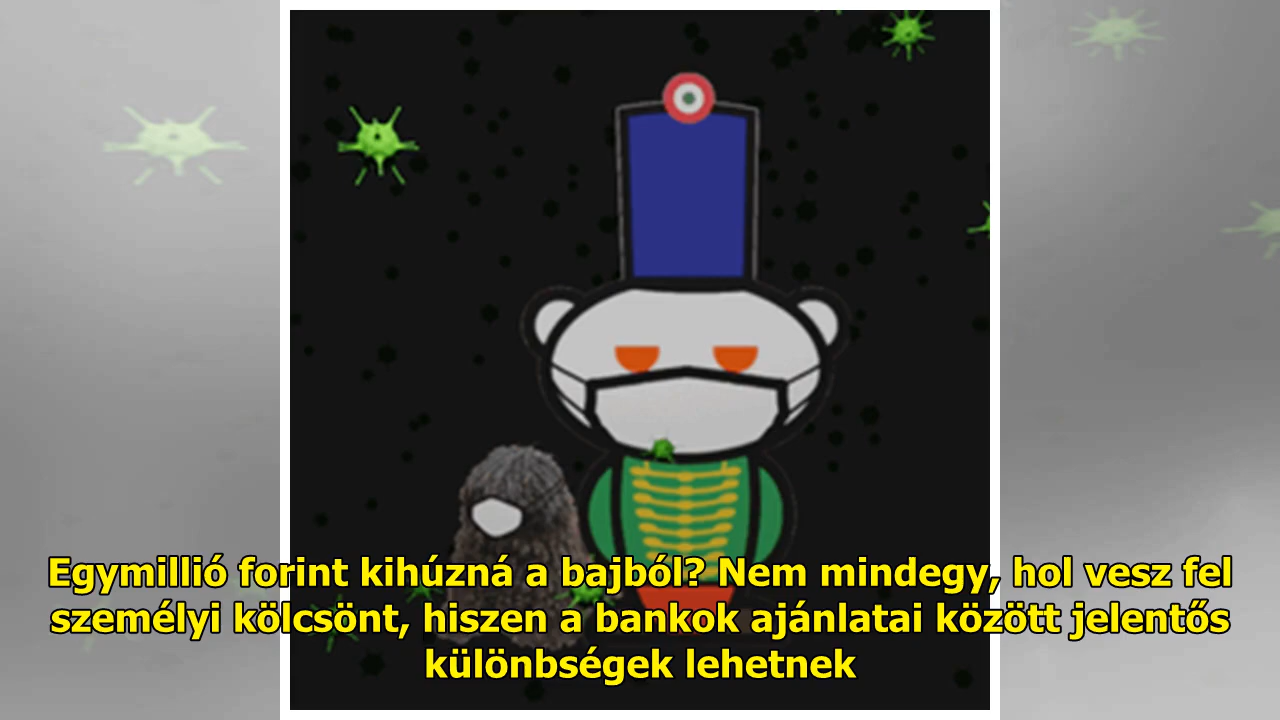 Egymillió forint kihúzná a bajból? Nem mindegy, hol vesz fel
személyi kölcsönt, hiszen a bankok ajánlatai között jelentős
különbségek lehetnek